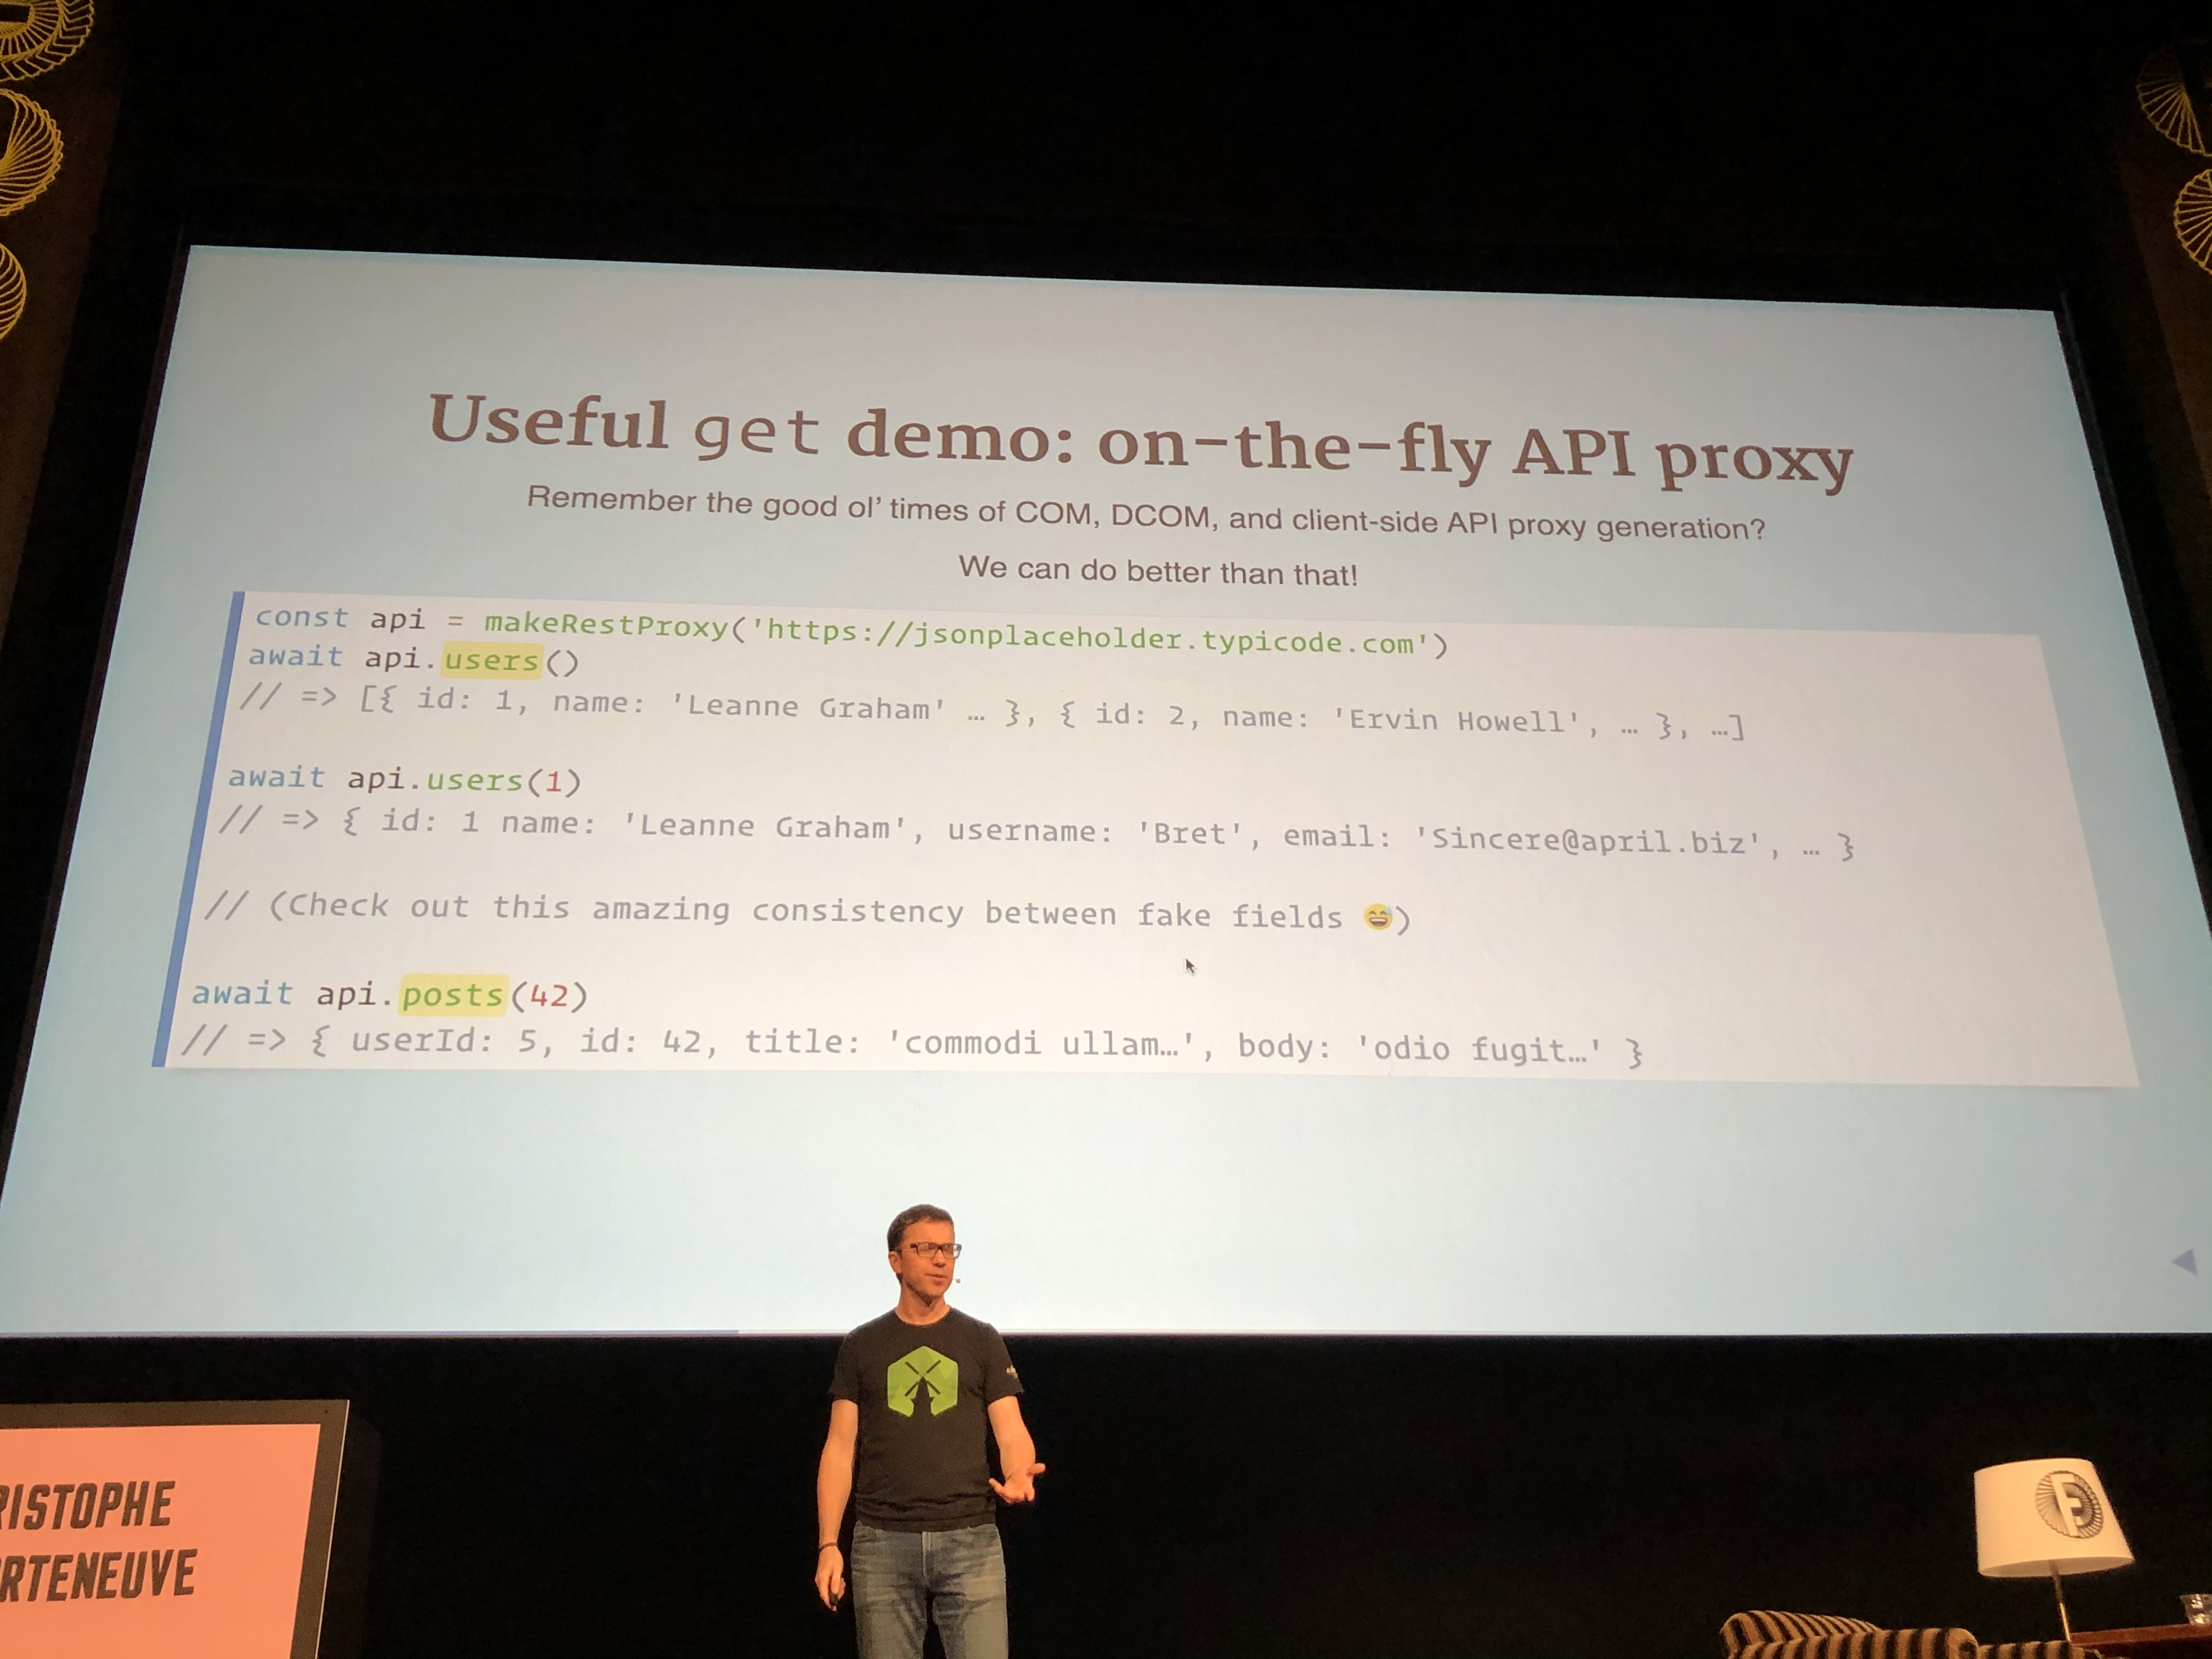 Useful get demo: on-the-fly API proxy
Remember the good ol’ times of COM, DCOM, and client-side API proxy generation?
We can do better than that!
const api = makeRestProxy('https://jsonplaceholder.typicode.com')
await api.users()
// => [{ id: 1, name: 'Leanne Graham' … }, { id: 2, name: 'Ervin Howell', … }, …]
await api.users(1)
// => { id: 1 name: 'Leanne Graham', username: 'Bret', email: 'Sincere@april.biz', … }
// (Check out this amazing consistency between fake fields 😅)
await api.posts(42)
// => { userId: 5, id: 42, title: 'commodi ullam…', body: 'odio fugit…' }
RISTOPHE
RTENEUVE
F